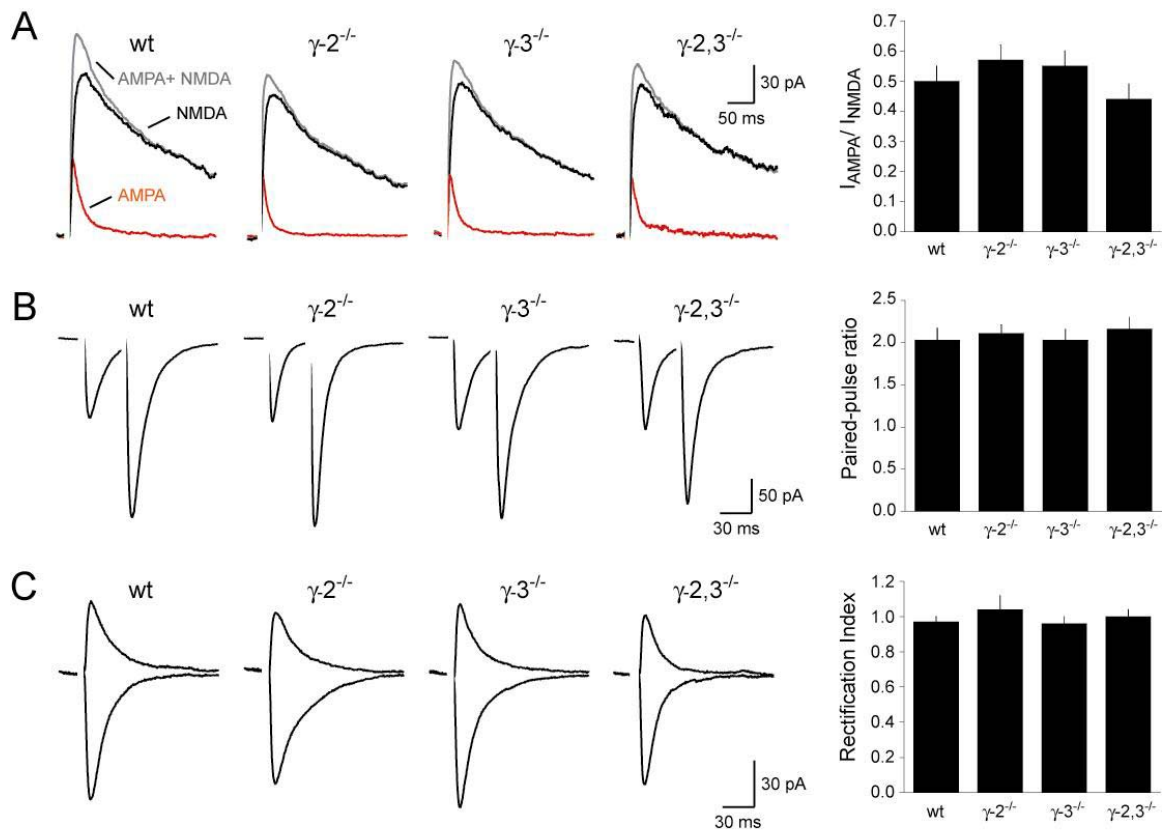 A
wt
γ-2⁻/⁻
γ-3⁻/⁻
γ-2,3⁻/⁻
AMPA+ NMDA
NMDA
AMPA
30 pA
50 ms
I_AMPA/ I_NMDA
0.7
0.6
0.5
0.4
0.3
0.2
0.1
0.0
wt γ-2⁻/⁻ γ-3⁻/⁻ γ-2,3⁻/⁻
B
wt
γ-2⁻/⁻
γ-3⁻/⁻
γ-2,3⁻/⁻
50 pA
30 ms
Paired-pulse ratio
2.5
2.0
1.5
1.0
0.5
0.0
wt γ-2⁻/⁻ γ-3⁻/⁻ γ-2,3⁻/⁻
C
wt
γ-2⁻/⁻
γ-3⁻/⁻
γ-2,3⁻/⁻
30 pA
30 ms
Rectification Index
1.2
1.0
0.8
0.6
0.4
0.2
0.0
wt γ-2⁻/⁻ γ-3⁻/⁻ γ-2,3⁻/⁻